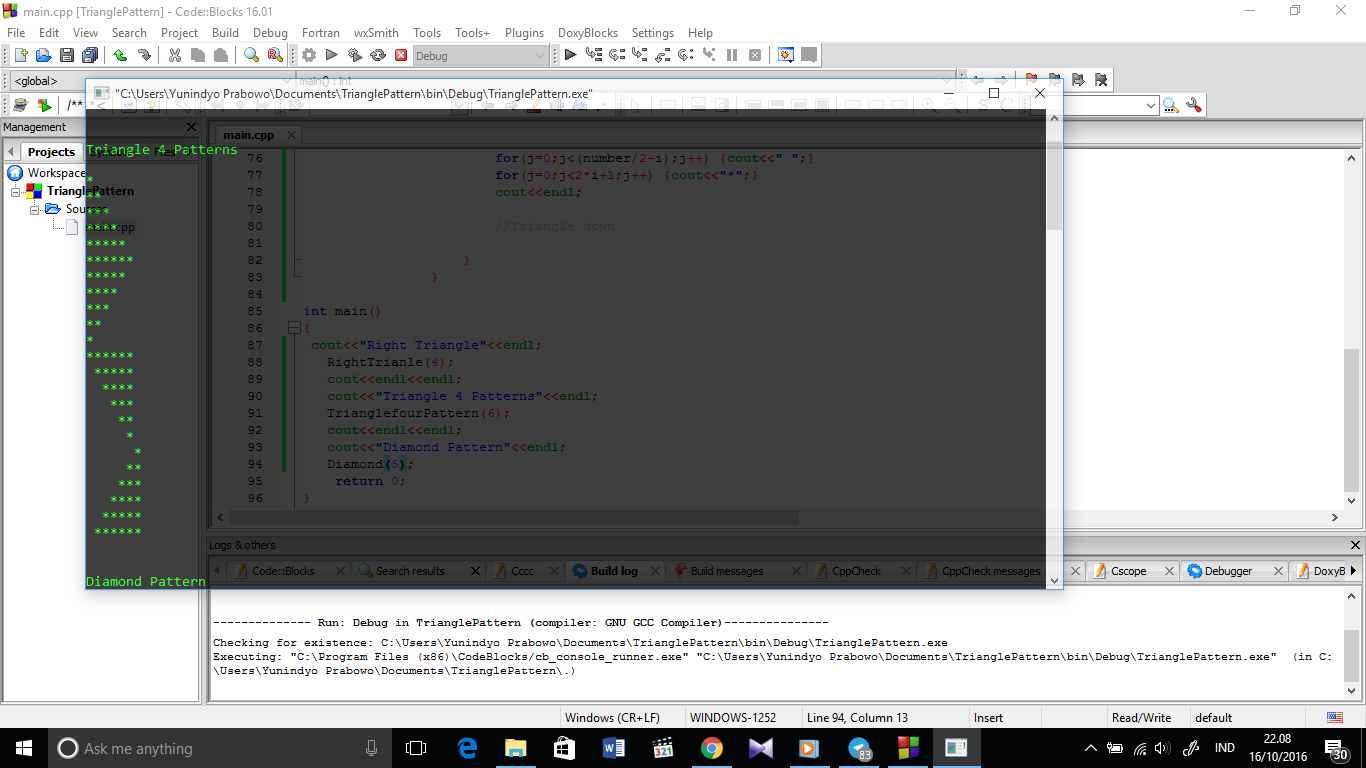 main.cpp [TrianglePattern] - Code::Blocks 16.01
File Edit View Search Project Build Debug Fortran wxSmith Tools Tools+ Plugins DoxyBlocks Settings Help
Debug
<global>
main() : int
"C:\Users\Yunindyo Prabowo\Documents\TrianglePattern\bin\Debug\TrianglePattern.exe"
/** *<
Management
main.cpp
Projects
Workspace
TrianglePattern
Sources
main.cpp
Triangle 4 Patterns
*
**
***
****
*****
******
*****
****
***
**
*
******
*****
****
***
**
*
*
**
***
****
*****
******
Diamond Pattern
76 for(j=0;j<(number/2-i);j++) {cout<<" ";}
77 for(j=0;j<2*i+1;j++) {cout<<"*";}
78 cout<<endl;
79
80 //Triangle down
81
82 }
83 }
84
85 int main()
86 {
87 cout<<"Right Triangle"<<endl;
88 RightTrianle(4);
89 cout<<endl<<endl;
90 cout<<"Triangle 4 Patterns"<<endl;
91 TrianglefourPattern(6);
92 cout<<endl<<endl;
93 cout<<"Diamond Pattern"<<endl;
94 Diamond(5);
95 return 0;
96 }
Logs & others
Code::Blocks Search results Cccc Build log Build messages CppCheck CppCheck messages Cscope Debugger DoxyB
-------------- Run: Debug in TrianglePattern (compiler: GNU GCC Compiler)---------------
Checking for existence: C:\Users\Yunindyo Prabowo\Documents\TrianglePattern\bin\Debug\TrianglePattern.exe
Executing: "C:\Program Files (x86)\CodeBlocks/cb_console_runner.exe" "C:\Users\Yunindyo Prabowo\Documents\TrianglePattern\bin\Debug\TrianglePattern.exe" (in C:
\Users\Yunindyo Prabowo\Documents\TrianglePattern\.)
Windows (CR+LF) WINDOWS-1252 Line 94, Column 13 Insert Read/Write default
Ask me anything
83
IND
22.08
16/10/2016
30